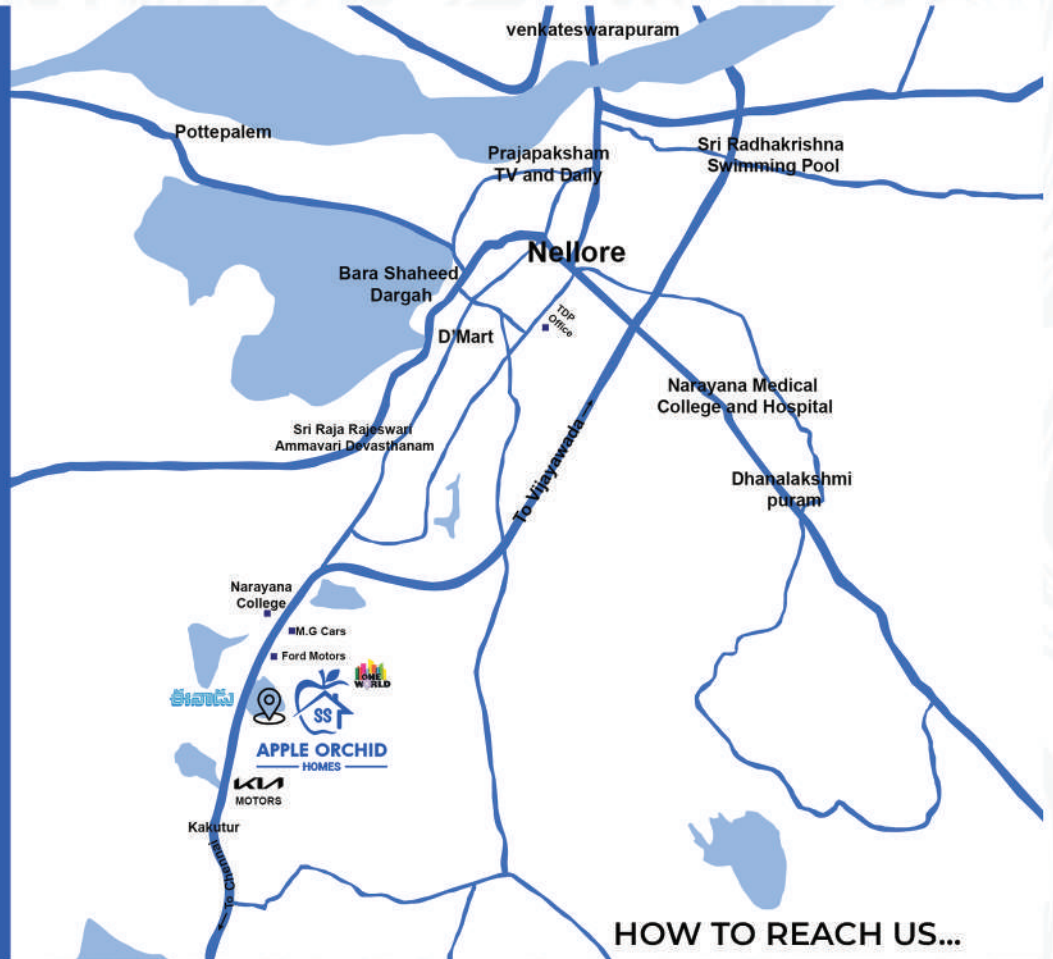 venkateswarapuram
Pottepalem
Prajapaksham
TV and Daily
Sri Radhakrishna
Swimming Pool
Nellore
Bara Shaheed
Dargah
TDP
Office
D'Mart
Narayana Medical
College and Hospital
Sri Raja Rajeswari
Ammavari Devasthanam
To Vijayawada →
Dhanalakshmi
puram
Narayana
College
M.G Cars
Ford Motors
OME
WORLD
ఈనాడు
SS
APPLE ORCHID
HOMES
KIA
MOTORS
Kakutur
← To Chennai
HOW TO REACH US...